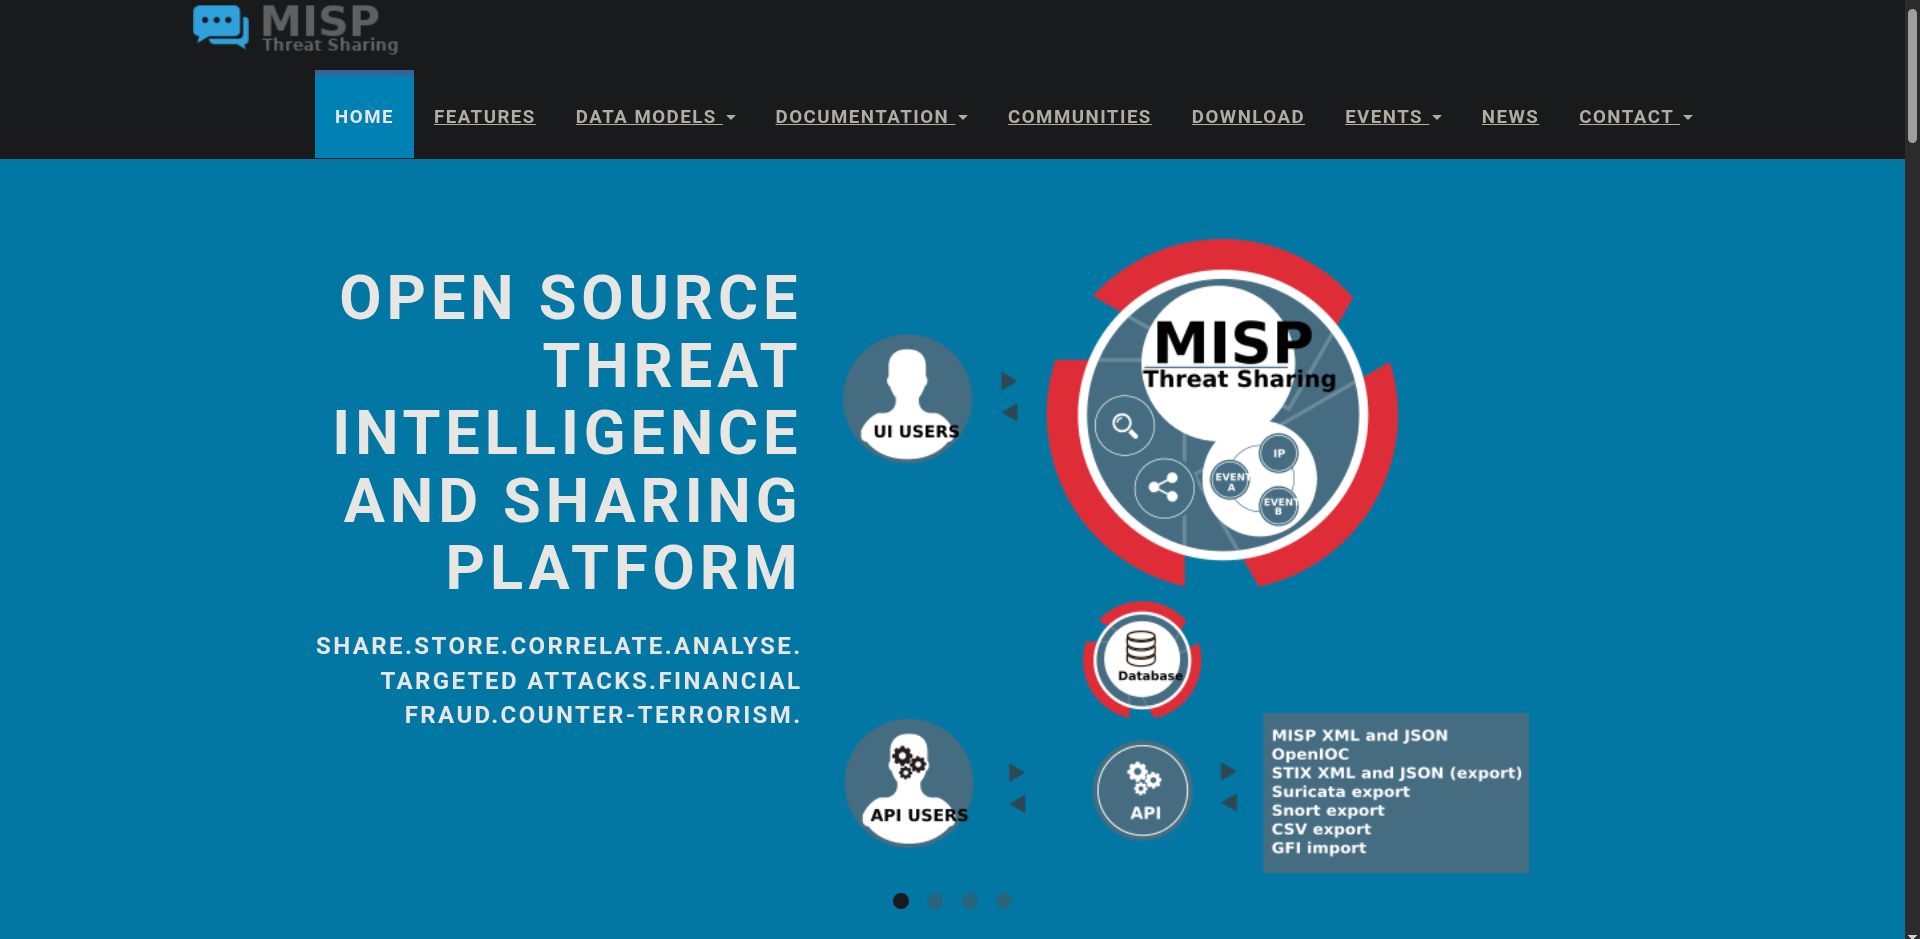 MISP
Threat Sharing
HOME FEATURES DATA MODELS DOCUMENTATION COMMUNITIES DOWNLOAD EVENTS NEWS CONTACT
OPEN SOURCE
THREAT
INTELLIGENCE
AND SHARING
PLATFORM
SHARE.STORE.CORRELATE.ANALYSE.
TARGETED ATTACKS.FINANCIAL
FRAUD.COUNTER-TERRORISM.
UI USERS
MISP
Threat Sharing
IP
EVENT
A
EVENT
B
Database
API USERS
API
MISP XML and JSON
OpenIOC
STIX XML and JSON (export)
Suricata export
Snort export
CSV export
GFI import